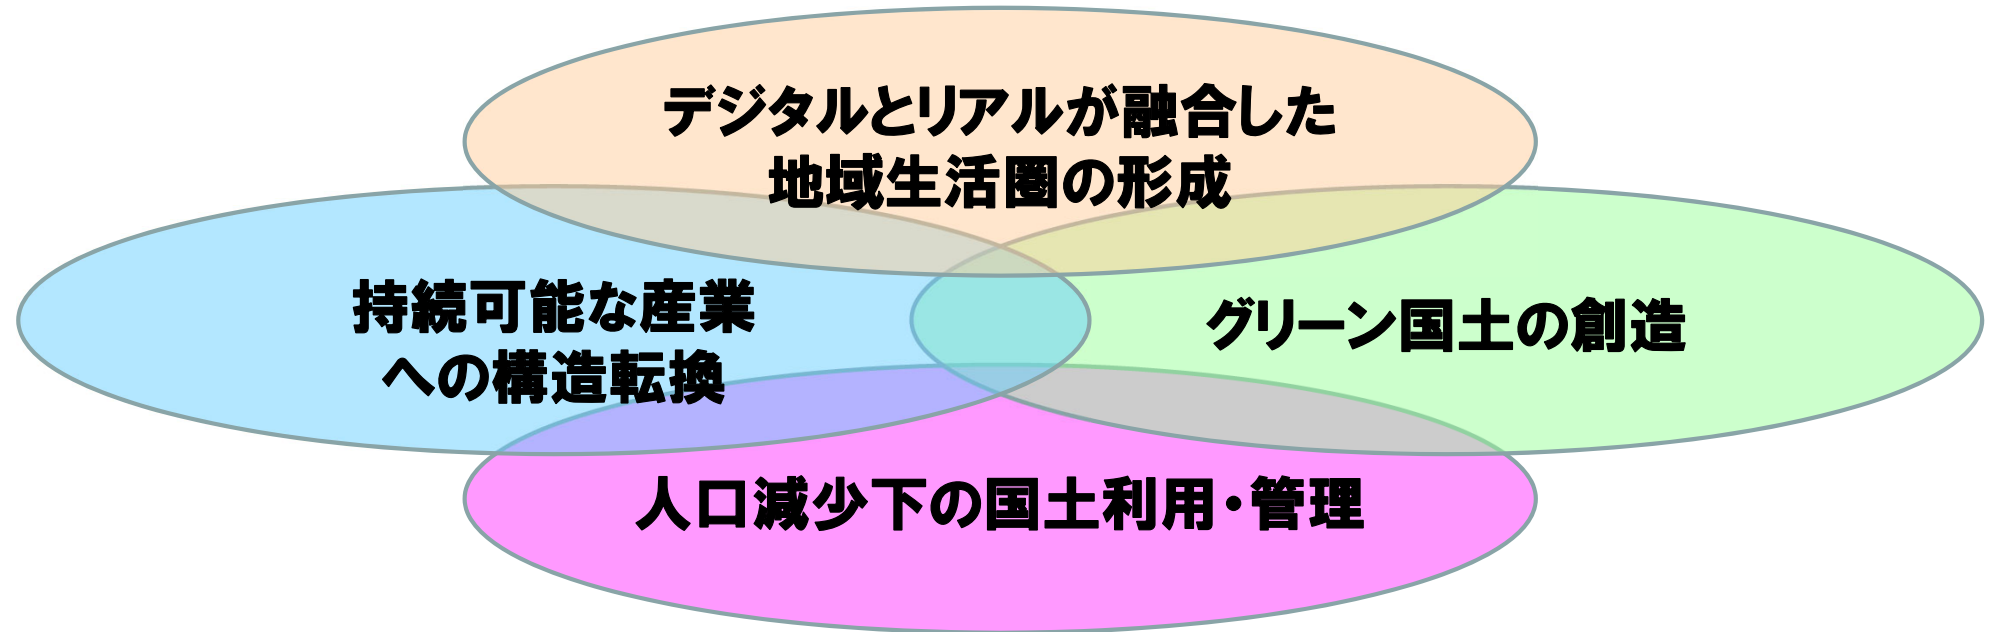 デジタルとリアルが融合した
地域生活圏の形成
持続可能な産業
への構造転換
グリーン国土の創造
人口減少下の国土利用・管理